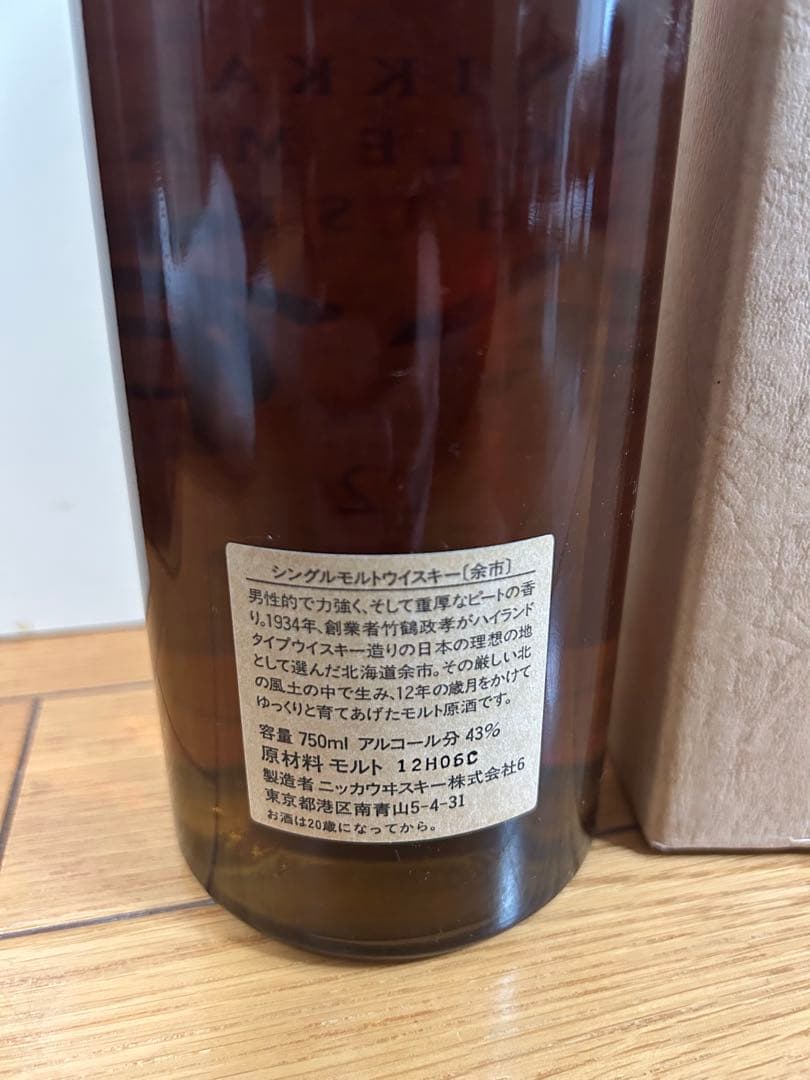 シングルモルトウイスキー〔余市〕
男性的で力強く、そして重厚なピートの香
り。1934年、創業者竹鶴政孝がハイランド
タイプウイスキー造りの日本の理想の地
として選んだ北海道余市。その厳しい北
の風土の中で生み、12年の歳月をかけて
ゆっくりと育てあげたモルト原酒です。
容量 750ml アルコール分 43%
原材料 モルト 12H06C
製造者 ニッカウヰスキー株式会社6
東京都港区南青山5-4-31
お酒は20歳になってから。